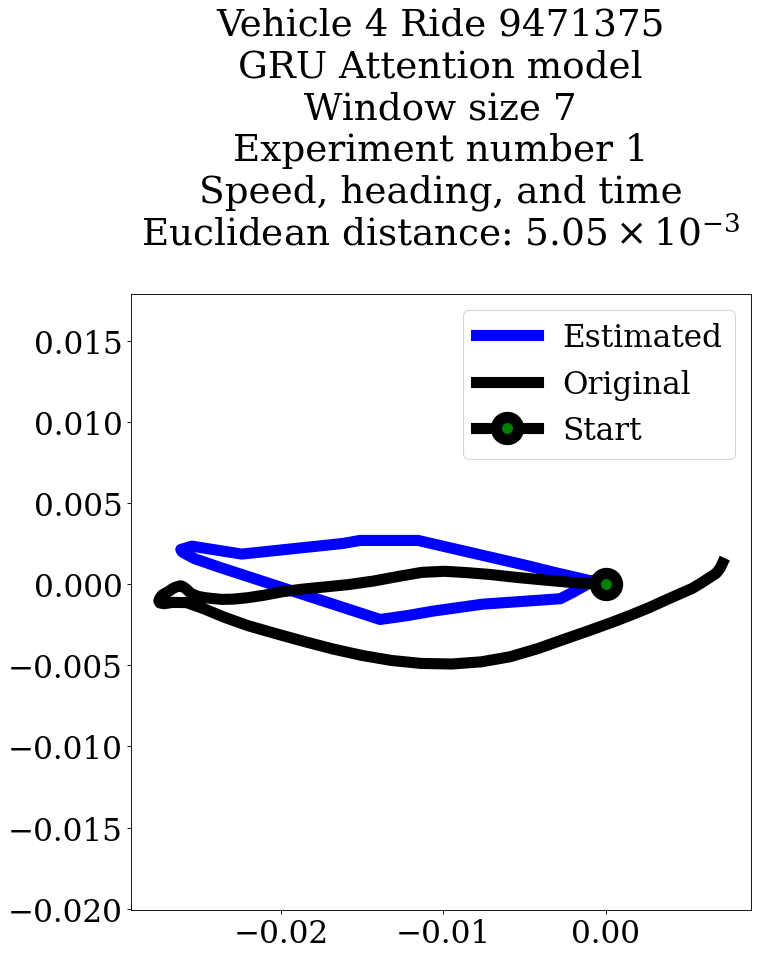 Vehicle 4 Ride 9471375
GRU Attention model
Window size 7
Experiment number 1
Speed, heading, and time
Euclidean distance: 5.05 × 10⁻³
Estimated
Original
Start
0.015
0.010
0.005
0.000
−0.005
−0.010
−0.015
−0.020
−0.02 −0.01 0.00